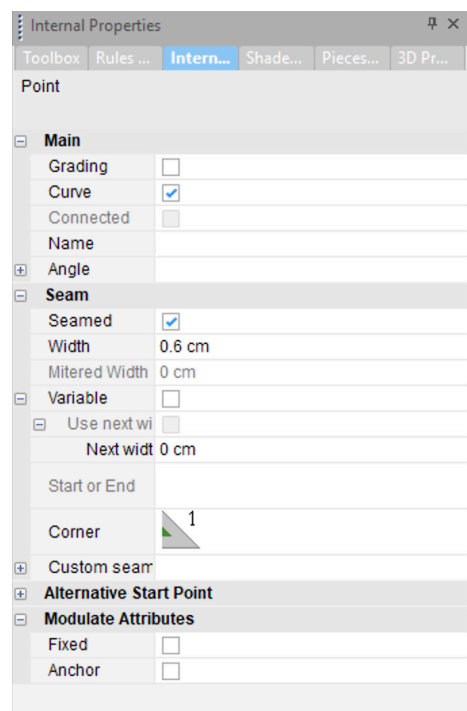 Internal Properties
Toolbox Rules ... Intern... Shade... Pieces... 3D Pr...
Point
Main
Grading
Curve
Connected
Name
Angle
Seam
Seamed
Width 0.6 cm
Mitered Width 0 cm
Variable
Use next wi
Next widt 0 cm
Start or End
Corner 1
Custom seam
Alternative Start Point
Modulate Attributes
Fixed
Anchor